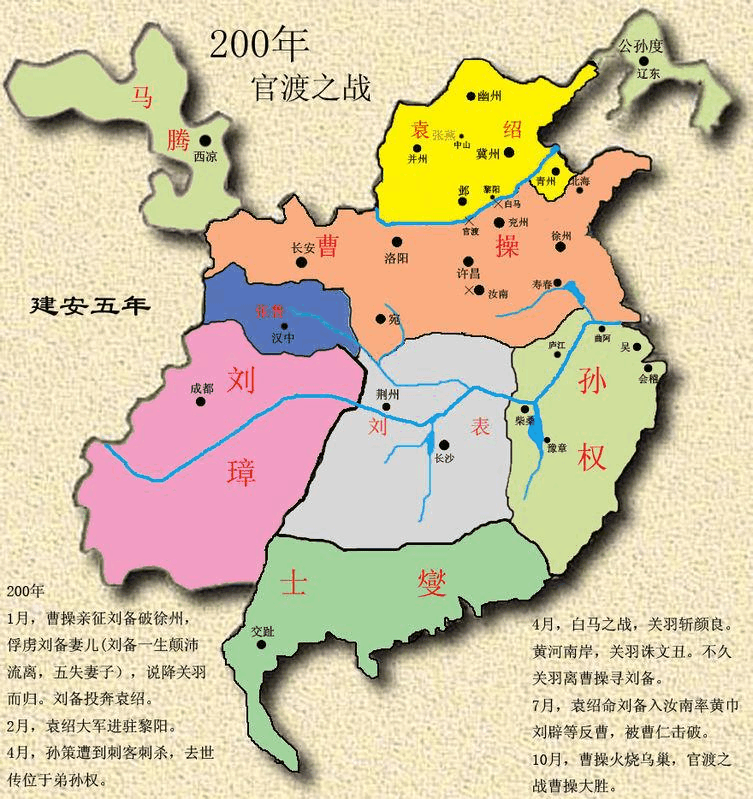 200年
官渡之战
公孙度
辽东
马
腾
西凉
幽州
袁 张燕 绍
中山
并州
冀州
青州
北海
邺
黎阳
白马
官渡
兖州
曹 操
长安
洛阳
徐州
许昌
汝南
寿春
建安五年
张鲁
汉中
宛
庐江
曲阿
吴
会稽
刘
璋
成都
荆州
刘 表
长沙
孙
权
柴桑
豫章
士 燮
交趾
200年
1月，曹操亲征刘备破徐州，
俘虏刘备妻儿(刘备一生颠沛
流离，五失妻子)，说降关羽
而归。刘备投奔袁绍。
2月，袁绍大军进驻黎阳。
4月，孙策遭到刺客刺杀，去世
传位于弟孙权。
4月，白马之战，关羽斩颜良。
黄河南岸，关羽诛文丑。不久
关羽离曹操寻刘备。
7月，袁绍命刘备入汝南率黄巾
刘辟等反曹，被曹仁击破。
10月，曹操火烧乌巢，官渡之
战曹操大胜。